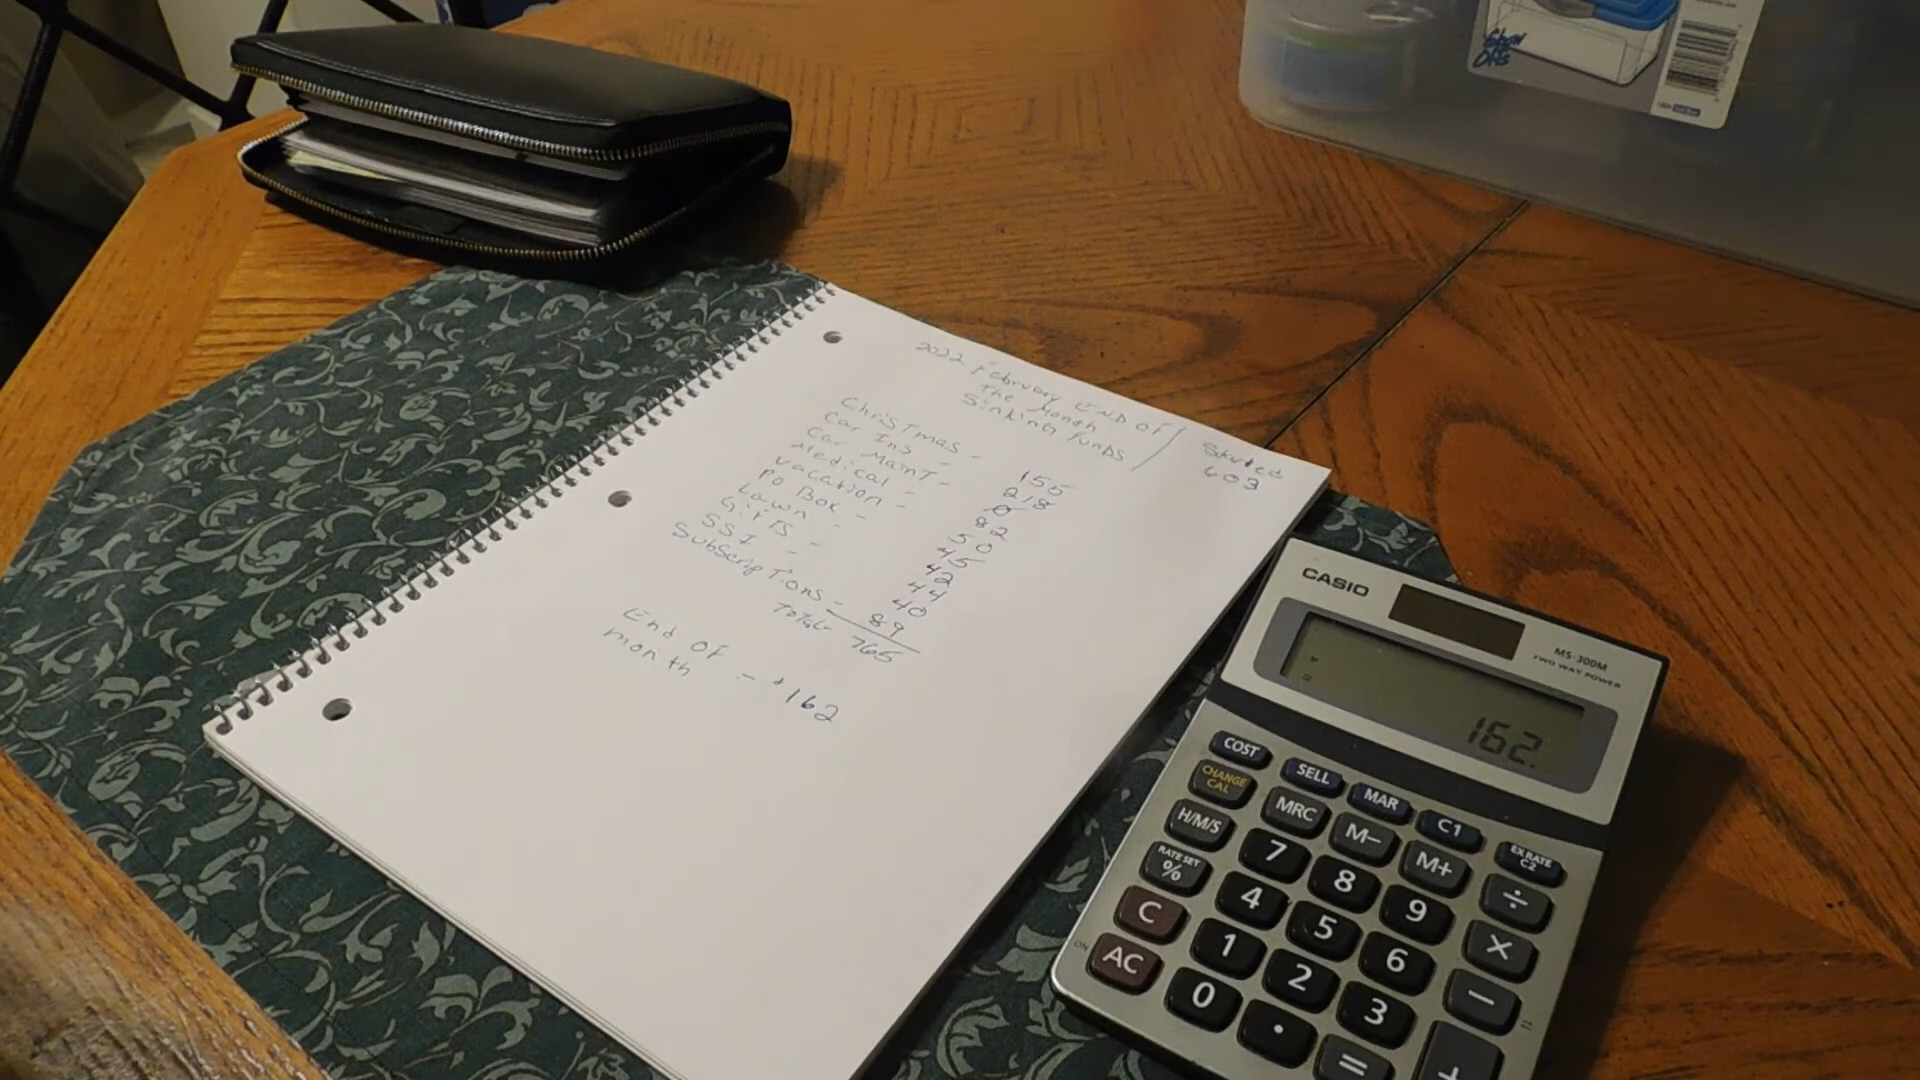 2022 February END OF
The Month
Sinking Funds
Started
603
Christmas - 155
Car Ins - 218
Car Maint - 0
Medical - 82
Vacation - 50
PO Box - 45
Lawn - 42
Gifts - 44
SSI - 40
Subscriptions - 89
Total 765
End of
month - +162
CASIO
MS-300M
TWO WAY POWER
162.
COST
SELL
MAR
C1
EX RATE
C2
CHANGE
CAL
MRC
M−
M+
÷
H/M/S
7
8
9
×
RATE SET
%
4
5
6
−
C
1
2
3
+
ON
AC
0
·
=